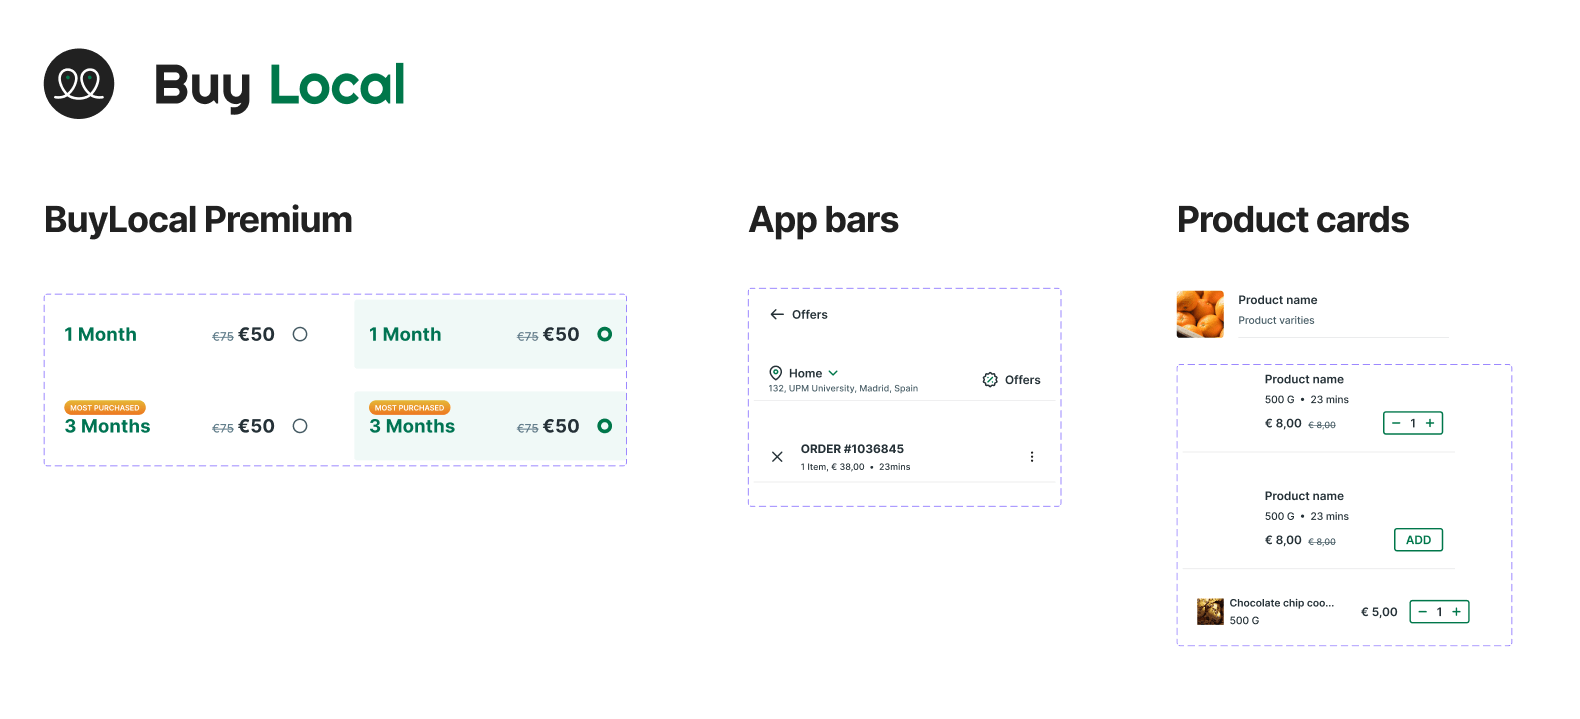 Buy Local
BuyLocal Premium
1 Month €75 €50
1 Month €75 €50
MOST PURCHASED
3 Months €75 €50
MOST PURCHASED
3 Months €75 €50
App bars
Offers
Home
132, UPM University, Madrid, Spain
Offers
ORDER #1036845
1 Item, € 38,00 • 23mins
Product cards
Product name
Product varities
Product name
500 G • 23 mins
€ 8,00 € 8,00
− 1 +
Product name
500 G • 23 mins
€ 8,00 € 8,00
ADD
Chocolate chip coo...
500 G
€ 5,00
− 1 +